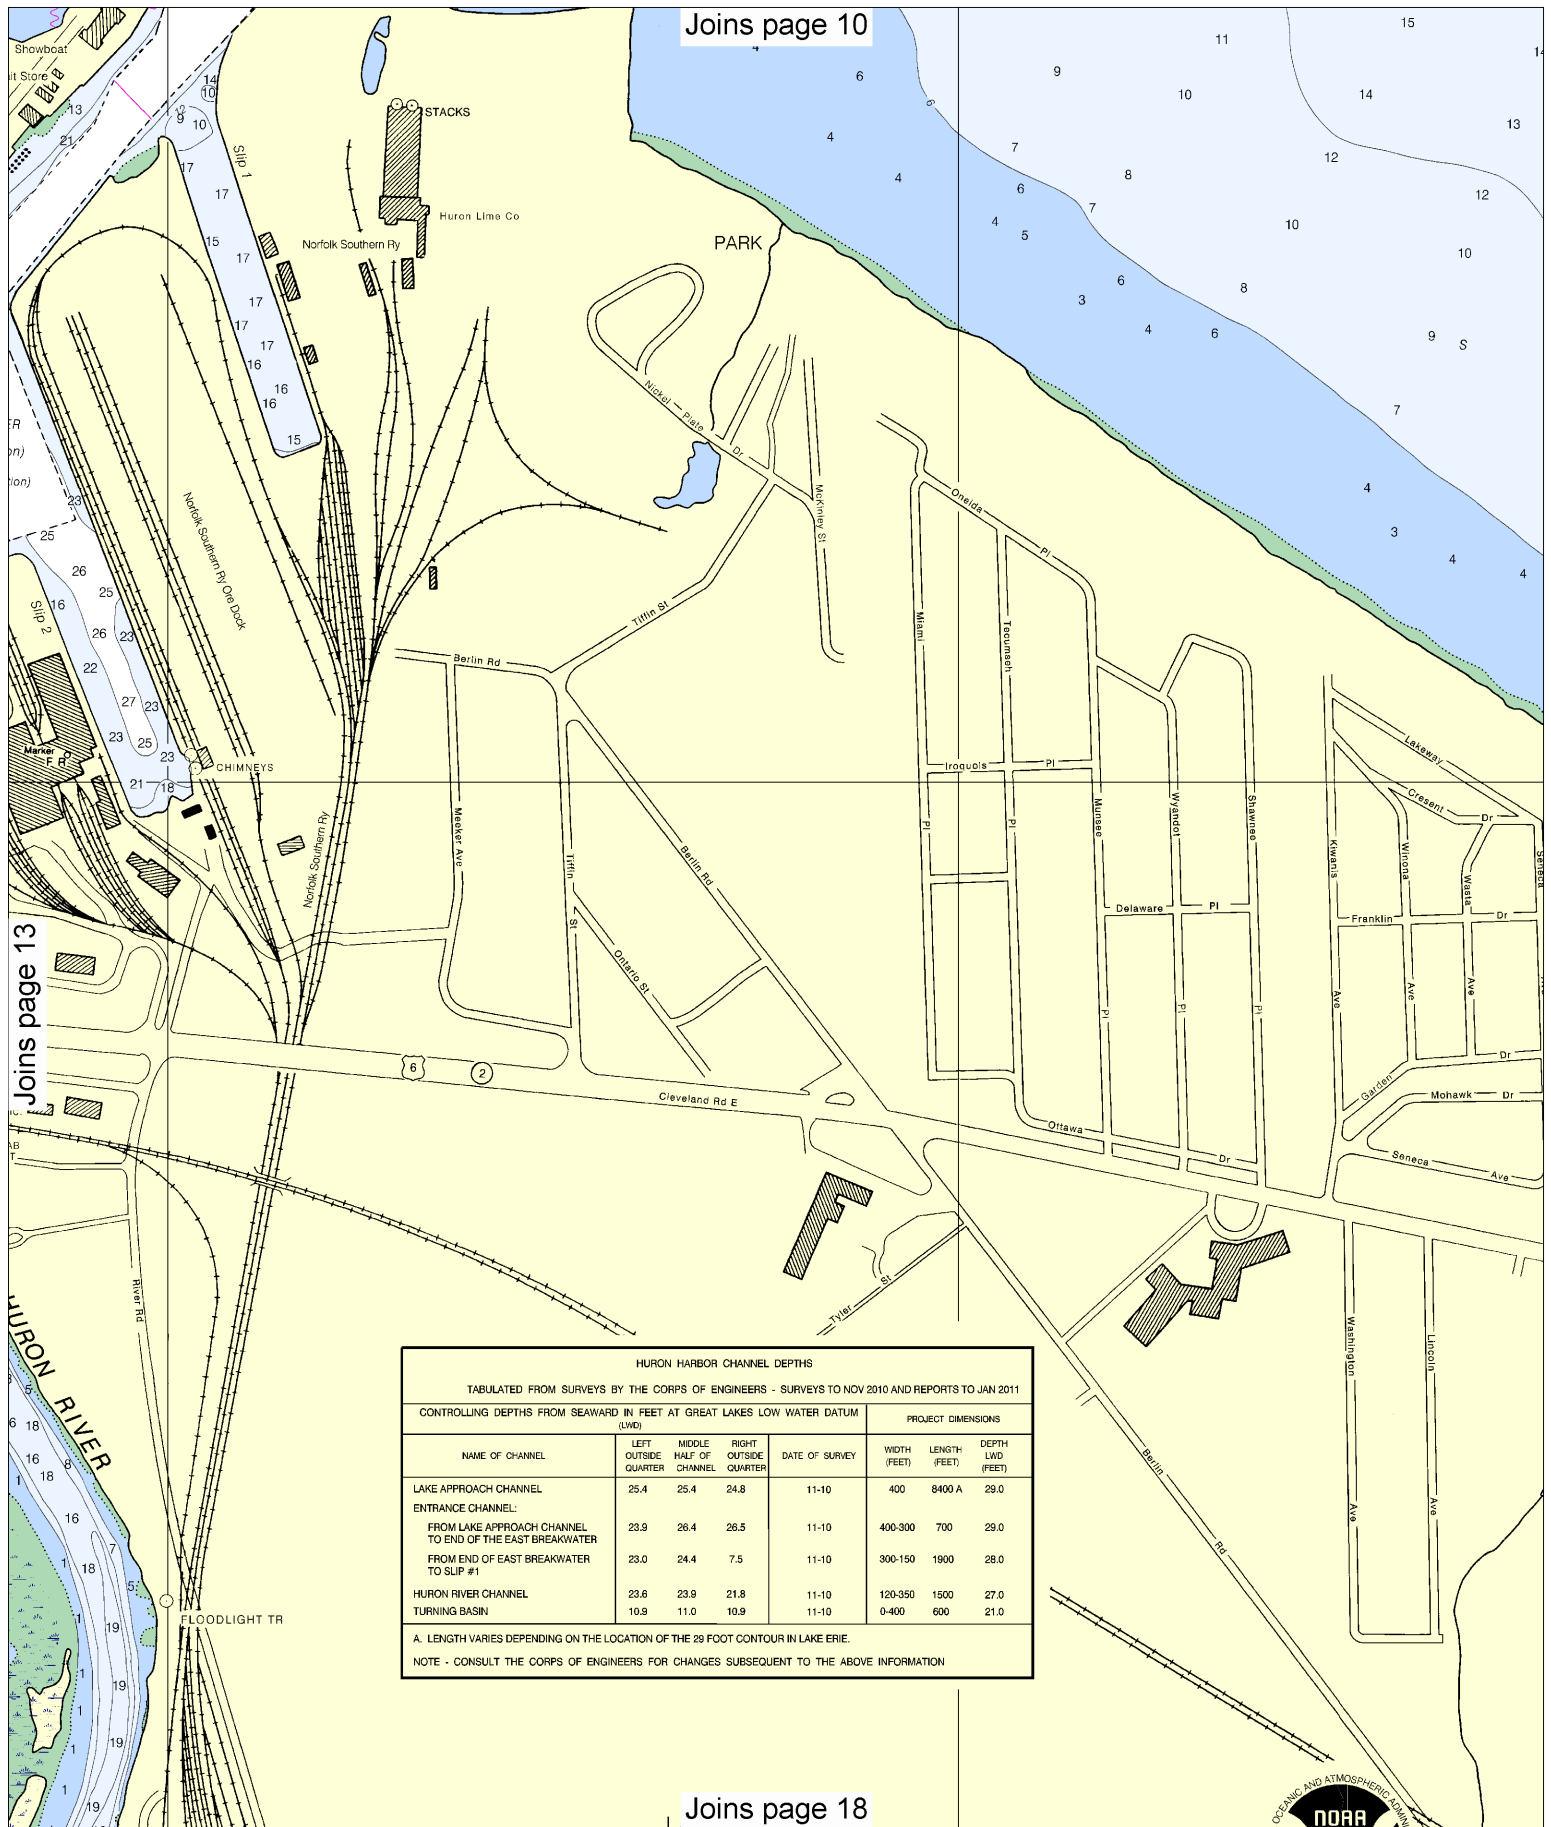 Joins page 10
Showboat
it Store
STACKS
Slip 1
Huron Lime Co
Norfolk Southern Ry
PARK
Nickel Plate Dr
McKinley St
Oneida Pl
Norfolk Southern Ry Ore Dock
Slip 2
Tiffin St
Berlin Rd
Miami Pl
Tecumseh Pl
Marker
F R
CHIMNEYS
Iroquois Pl
Lakeway
Cresent Dr
Norfolk Southern Ry
Meeker Ave
Tiffin St
Berlin Rd
Munsee Pl
Wyandot Pl
Shawnee Pl
Kiwanis Ave
Winona Ave
Wasta Ave
Seneca
Delaware Pl
Franklin Dr
Ontario St
Joins page 13
6
2
Cleveland Rd E
Garden Dr
Mohawk Dr
Ottawa Dr
Seneca Ave
River Rd
Tyler St
Washington Ave
Lincoln Ave
Berlin Rd
HURON RIVER
FLOODLIGHT TR
HURON HARBOR CHANNEL DEPTHS
TABULATED FROM SURVEYS BY THE CORPS OF ENGINEERS - SURVEYS TO NOV 2010 AND REPORTS TO JAN 2011
CONTROLLING DEPTHS FROM SEAWARD IN FEET AT GREAT LAKES LOW WATER DATUM (LWD)
PROJECT DIMENSIONS
NAME OF CHANNEL
LEFT OUTSIDE QUARTER
MIDDLE HALF OF CHANNEL
RIGHT OUTSIDE QUARTER
DATE OF SURVEY
WIDTH (FEET)
LENGTH (FEET)
DEPTH LWD (FEET)
LAKE APPROACH CHANNEL 25.4 25.4 24.8 11-10 400 8400 A 29.0
ENTRANCE CHANNEL:
FROM LAKE APPROACH CHANNEL
TO END OF THE EAST BREAKWATER 23.9 26.4 26.5 11-10 400-300 700 29.0
FROM END OF EAST BREAKWATER
TO SLIP #1 23.0 24.4 7.5 11-10 300-150 1900 28.0
HURON RIVER CHANNEL 23.6 23.9 21.8 11-10 120-350 1500 27.0
TURNING BASIN 10.9 11.0 10.9 11-10 0-400 600 21.0
A. LENGTH VARIES DEPENDING ON THE LOCATION OF THE 29 FOOT CONTOUR IN LAKE ERIE.
NOTE - CONSULT THE CORPS OF ENGINEERS FOR CHANGES SUBSEQUENT TO THE ABOVE INFORMATION
OCEANIC AND ATMOSPHERIC ADMINI
NOAA
Joins page 18